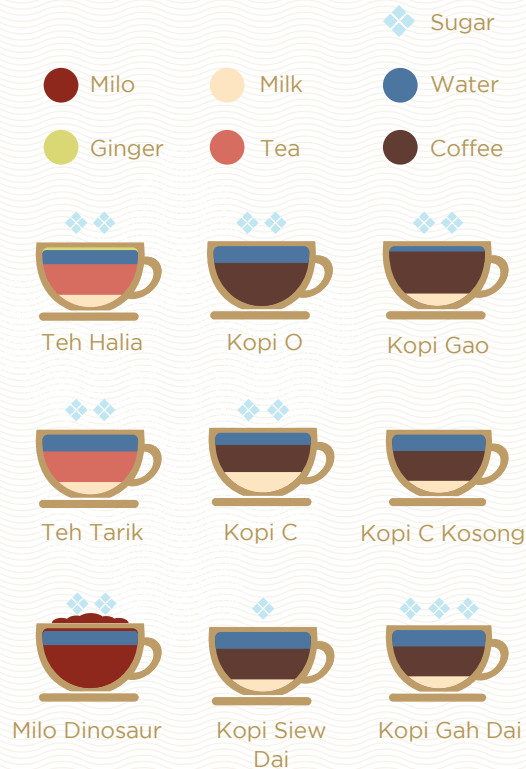 Sugar
Milo
Milk
Water
Ginger
Tea
Coffee
Teh Halia
Kopi O
Kopi Gao
Teh Tarik
Kopi C
Kopi C Kosong
Milo Dinosaur
Kopi Siew
Dai
Kopi Gah Dai